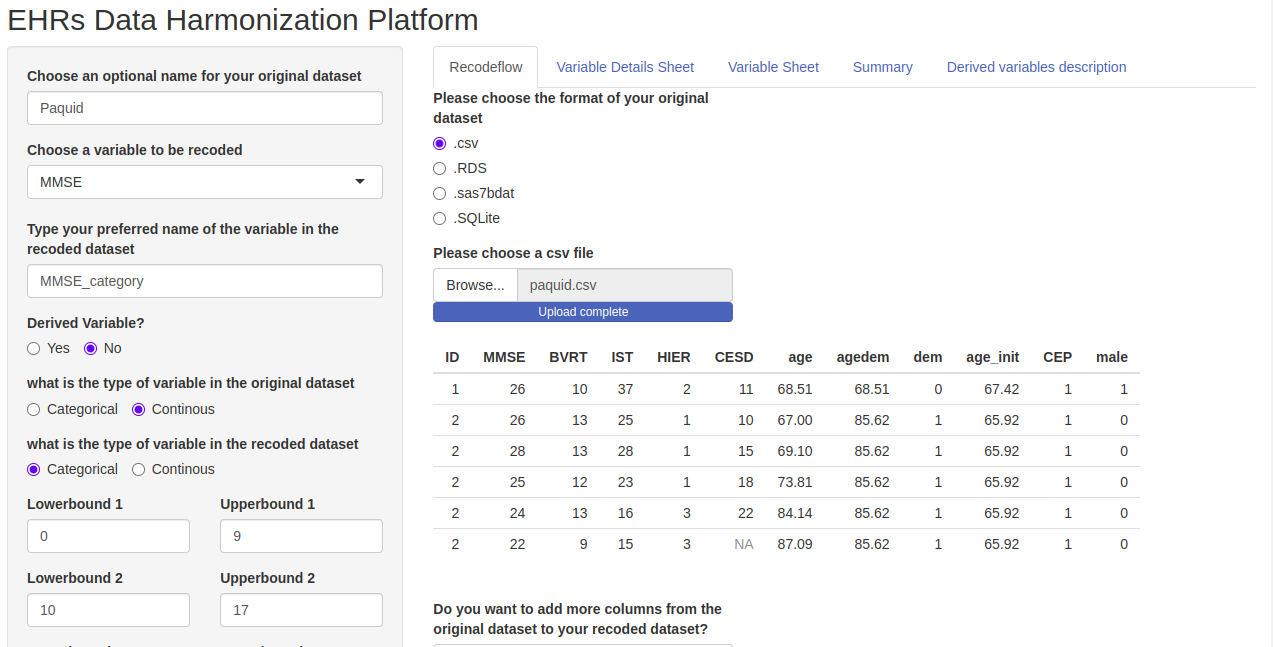 EHRs Data Harmonization Platform
Choose an optional name for your original dataset
Paquid
Choose a variable to be recoded
MMSE
Type your preferred name of the variable in the
recoded dataset
MMSE_category
Derived Variable?
Yes No
what is the type of variable in the original dataset
Categorical Continous
what is the type of variable in the recoded dataset
Categorical Continous
Lowerbound 1 Upperbound 1
0 9
Lowerbound 2 Upperbound 2
10 17
Recodeflow Variable Details Sheet Variable Sheet Summary Derived variables description
Please choose the format of your original
dataset
.csv
.RDS
.sas7bdat
.SQLite
Please choose a csv file
Browse... paquid.csv
Upload complete
ID MMSE BVRT IST HIER CESD age agedem dem age_init CEP male
1 26 10 37 2 11 68.51 68.51 0 67.42 1 1
2 26 13 25 1 10 67.00 85.62 1 65.92 1 0
2 28 13 28 1 15 69.10 85.62 1 65.92 1 0
2 25 12 23 1 18 73.81 85.62 1 65.92 1 0
2 24 13 16 3 22 84.14 85.62 1 65.92 1 0
2 22 9 15 3 NA 87.09 85.62 1 65.92 1 0
Do you want to add more columns from the
original dataset to your recoded dataset?